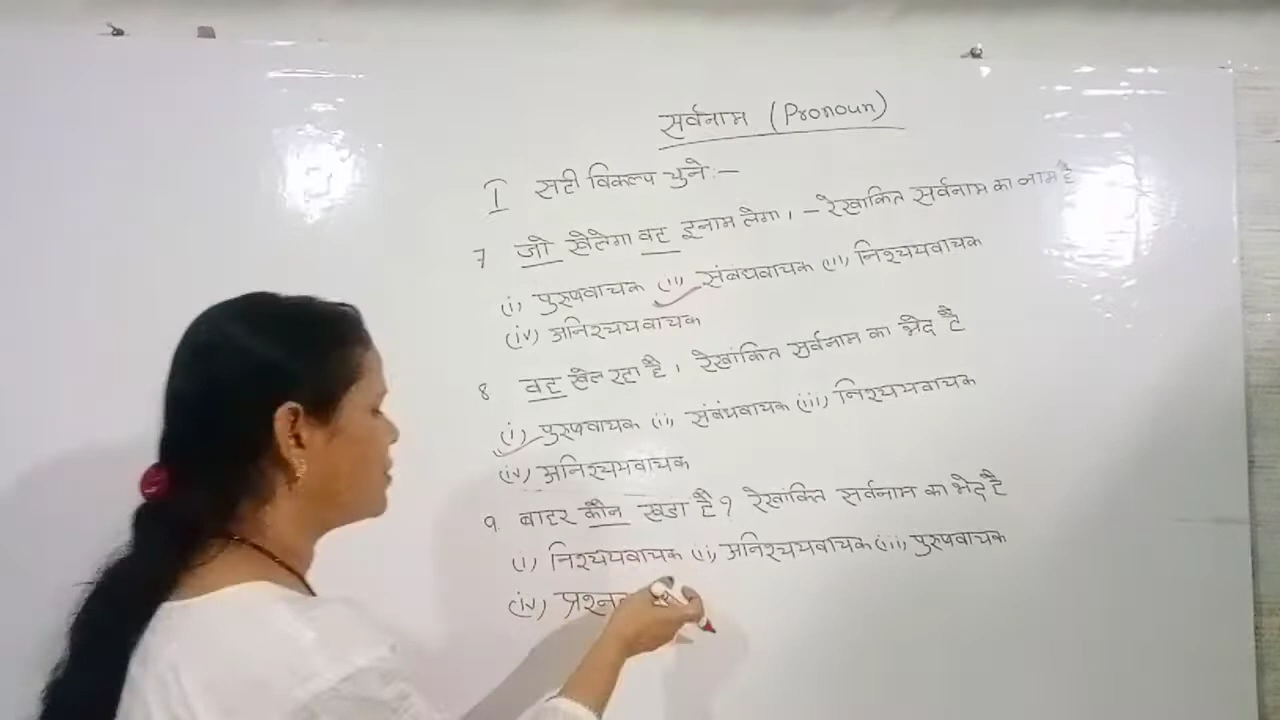 सर्वनाम (Pronoun)
I सही विकल्प चुने :-
7 जो खेलेगा वह इनाम लेगा। - रेखांकित सर्वनाम का नाम है
(i) पुरुषवाचक (ii) संबंधवाचक (iii) निश्चयवाचक
(iv) अनिश्चयवाचक
8 वह खेल रहा है। रेखांकित सर्वनाम का भेद है
(i) पुरुषवाचक (ii) संबंधवाचक (iii) निश्चयवाचक
(iv) अनिश्चयवाचक
9 बाहर कौन खडा है? रेखांकित सर्वनाम का भेद है
(i) निश्चयवाचक (ii) अनिश्चयवाचक (iii) पुरुषवाचक
(iv)